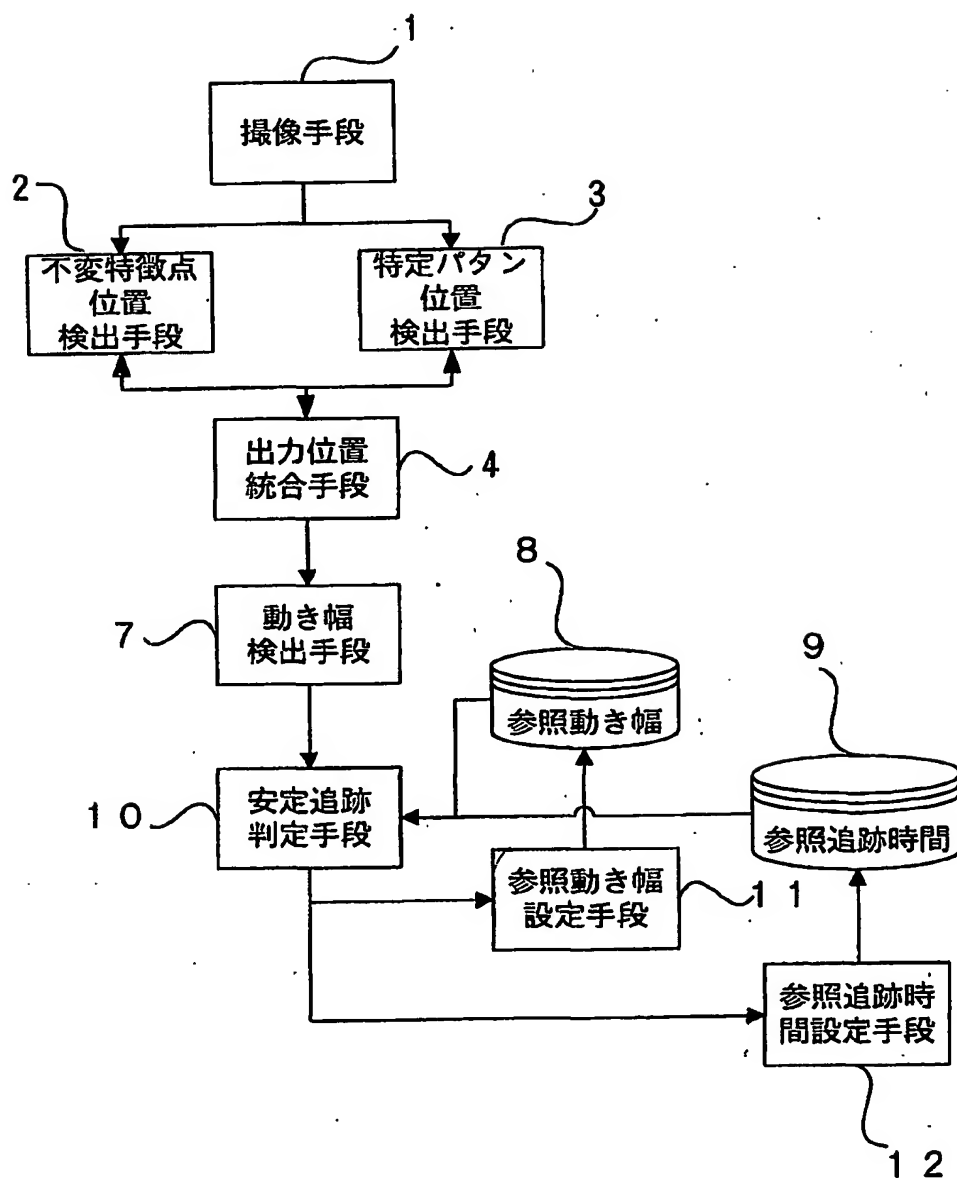 1
撮像手段
2
3
不変特徴点
位置
検出手段
特定パタン
位置
検出手段
出力位置
統合手段
4
7
動き幅
検出手段
8
参照動き幅
9
参照追跡時間
10
安定追跡
判定手段
参照動き幅
設定手段
11
参照追跡時
間設定手段
12